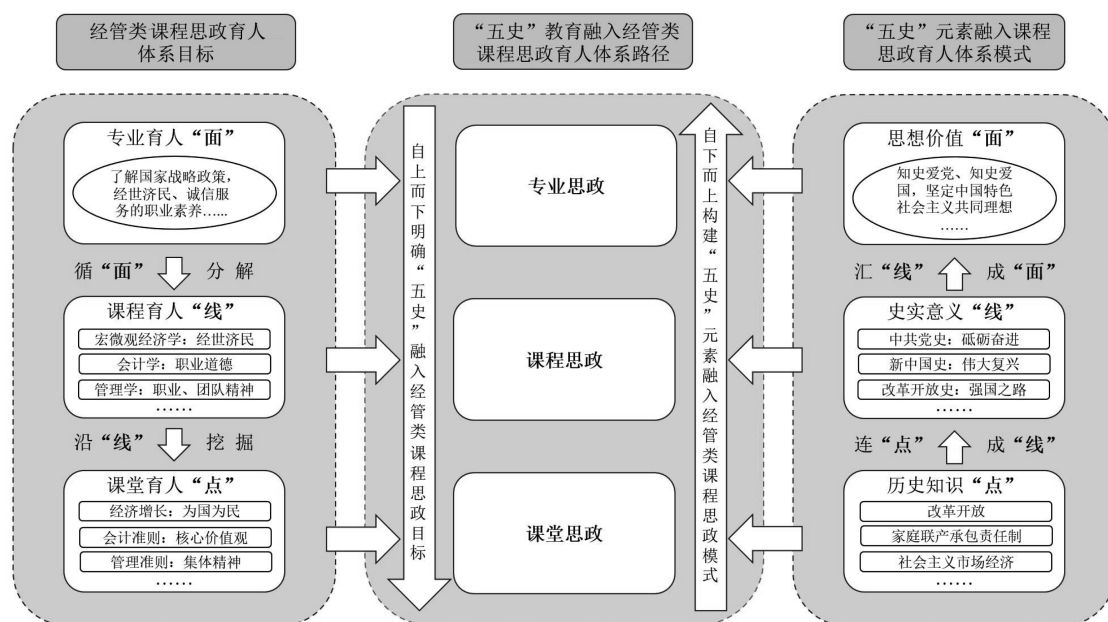 经管类课程思政育人
体系目标
“五史”教育融入经管类
课程思政育人体系路径
“五史”元素融入课程
思政育人体系模式
专业育人“面”
了解国家战略政策，
经世济民、诚信服
务的职业素养……
循“面” 分 解
课程育人“线”
宏微观经济学：经世济民
会计学：职业道德
管理学：职业、团队精神
……
沿“线” 挖 掘
课堂育人“点”
经济增长：为国为民
会计准则：核心价值观
管理准则：集体精神
……
自上而下明确“五史”融入经管类课程思政目标
专业思政
课程思政
课堂思政
自下而上构建“五史”元素融入经管类课程思政模式
思想价值“面”
知史爱党、知史爱
国，坚定中国特色
社会主义共同理想
……
汇“线” 成“面”
史实意义“线”
中共党史：砥砺奋进
新中国史：伟大复兴
改革开放史：强国之路
……
连“点” 成“线”
历史知识“点”
改革开放
家庭联产承包责任制
社会主义市场经济
……